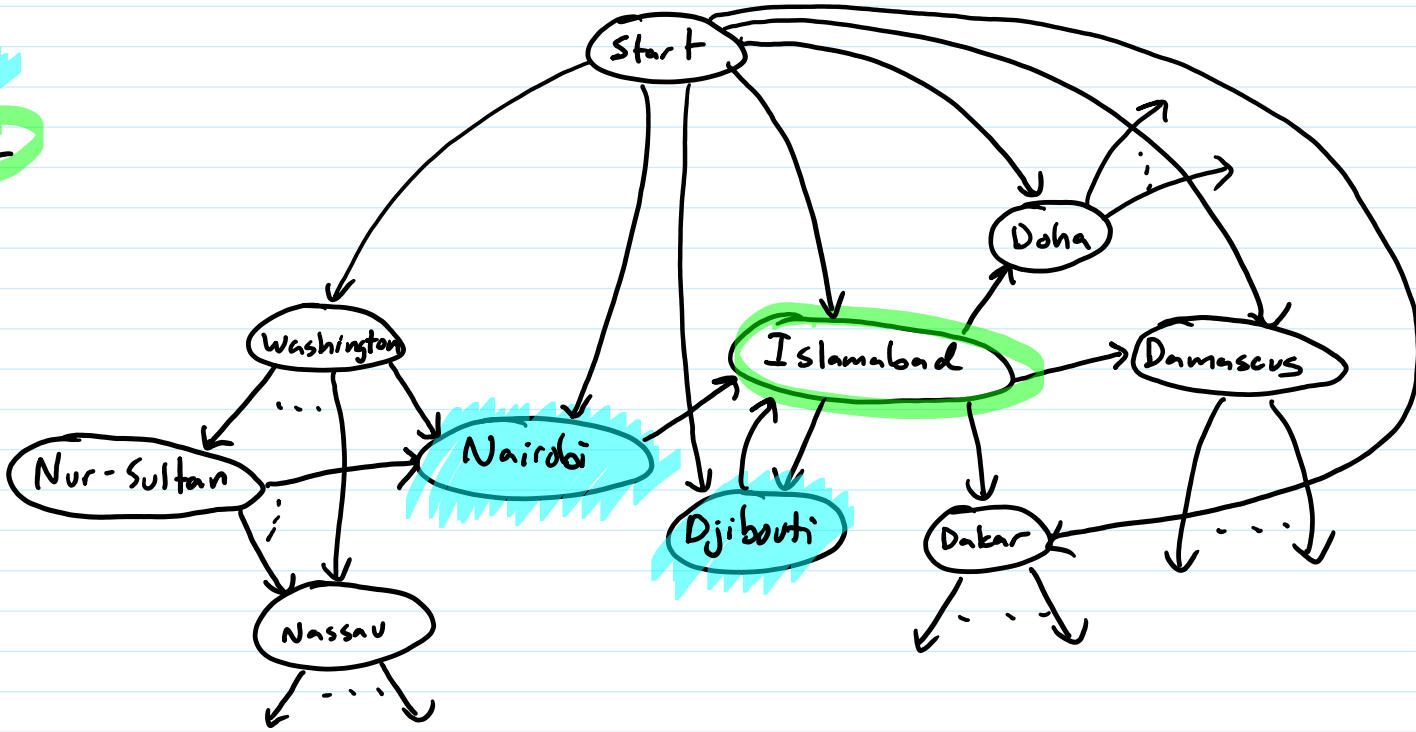 Start
Doha
Washington
Islamabad
Damascus
Nairobi
Nur-Sultan
Djibouti
Dakar
Nassau